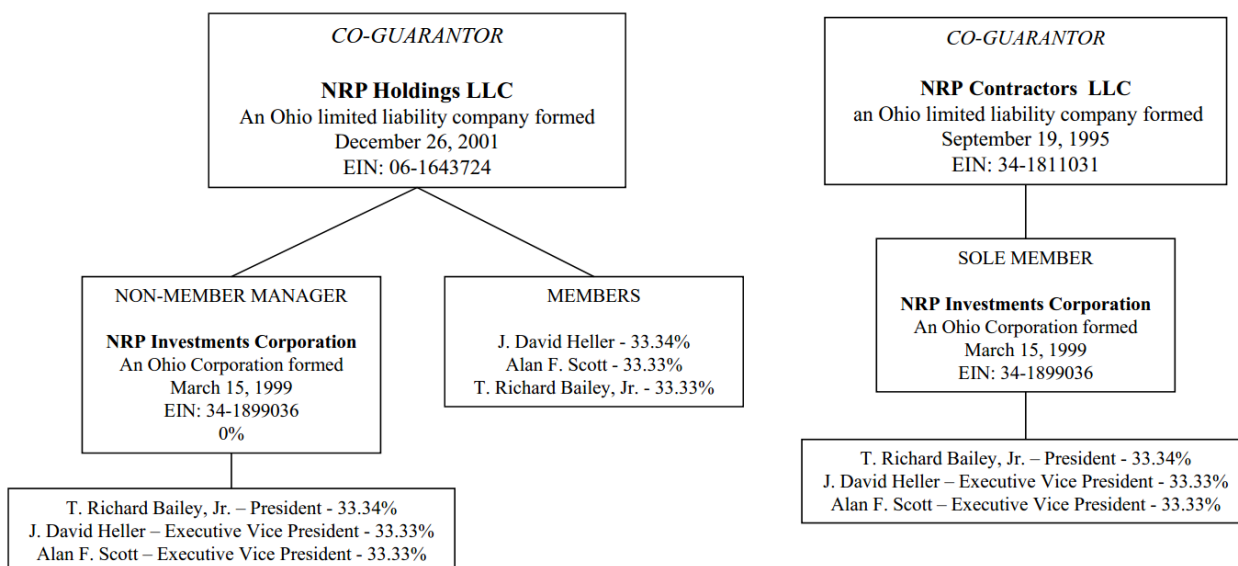 CO-GUARANTOR
NRP Holdings LLC
An Ohio limited liability company formed
December 26, 2001
EIN: 06-1643724
NON-MEMBER MANAGER
NRP Investments Corporation
An Ohio Corporation formed
March 15, 1999
EIN: 34-1899036
0%
T. Richard Bailey, Jr. – President - 33.34%
J. David Heller – Executive Vice President - 33.33%
Alan F. Scott – Executive Vice President - 33.33%
MEMBERS
J. David Heller - 33.34%
Alan F. Scott - 33.33%
T. Richard Bailey, Jr. - 33.33%
CO-GUARANTOR
NRP Contractors LLC
an Ohio limited liability company formed
September 19, 1995
EIN: 34-1811031
SOLE MEMBER
NRP Investments Corporation
An Ohio Corporation formed
March 15, 1999
EIN: 34-1899036
T. Richard Bailey, Jr. – President - 33.34%
J. David Heller – Executive Vice President - 33.33%
Alan F. Scott – Executive Vice President - 33.33%